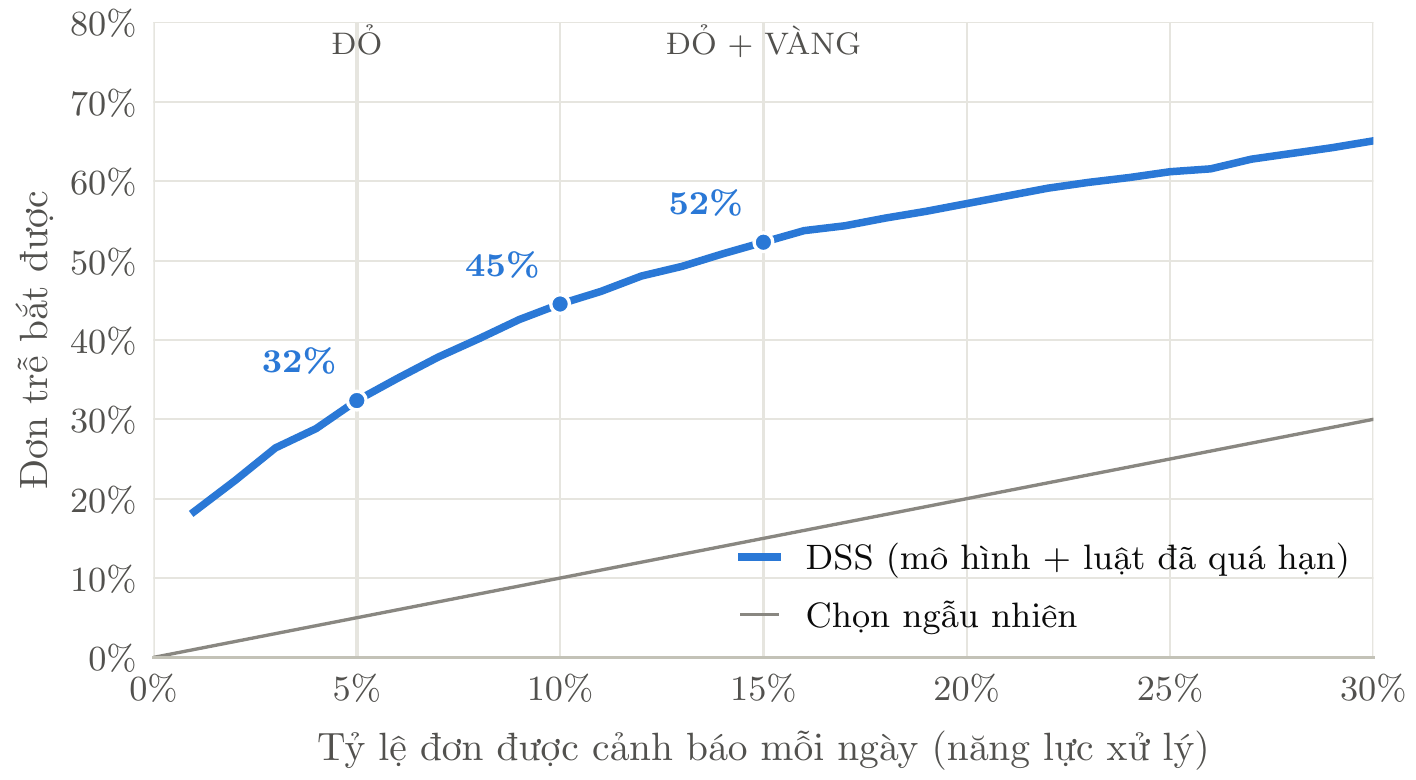 80%
70%
60%
50%
40%
30%
20%
10%
0%
Đơn trễ bắt được
ĐỎ
ĐỎ + VÀNG
32%
45%
52%
DSS (mô hình + luật đã quá hạn)
Chọn ngẫu nhiên
0% 5% 10% 15% 20% 25% 30%
Tỷ lệ đơn được cảnh báo mỗi ngày (năng lực xử lý)